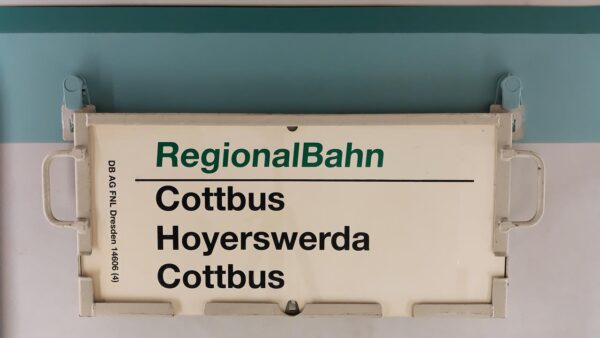 RegionalBahn
Cottbus
Hoyerswerda
Cottbus
DB AG FNL Dresden 14606 (4)